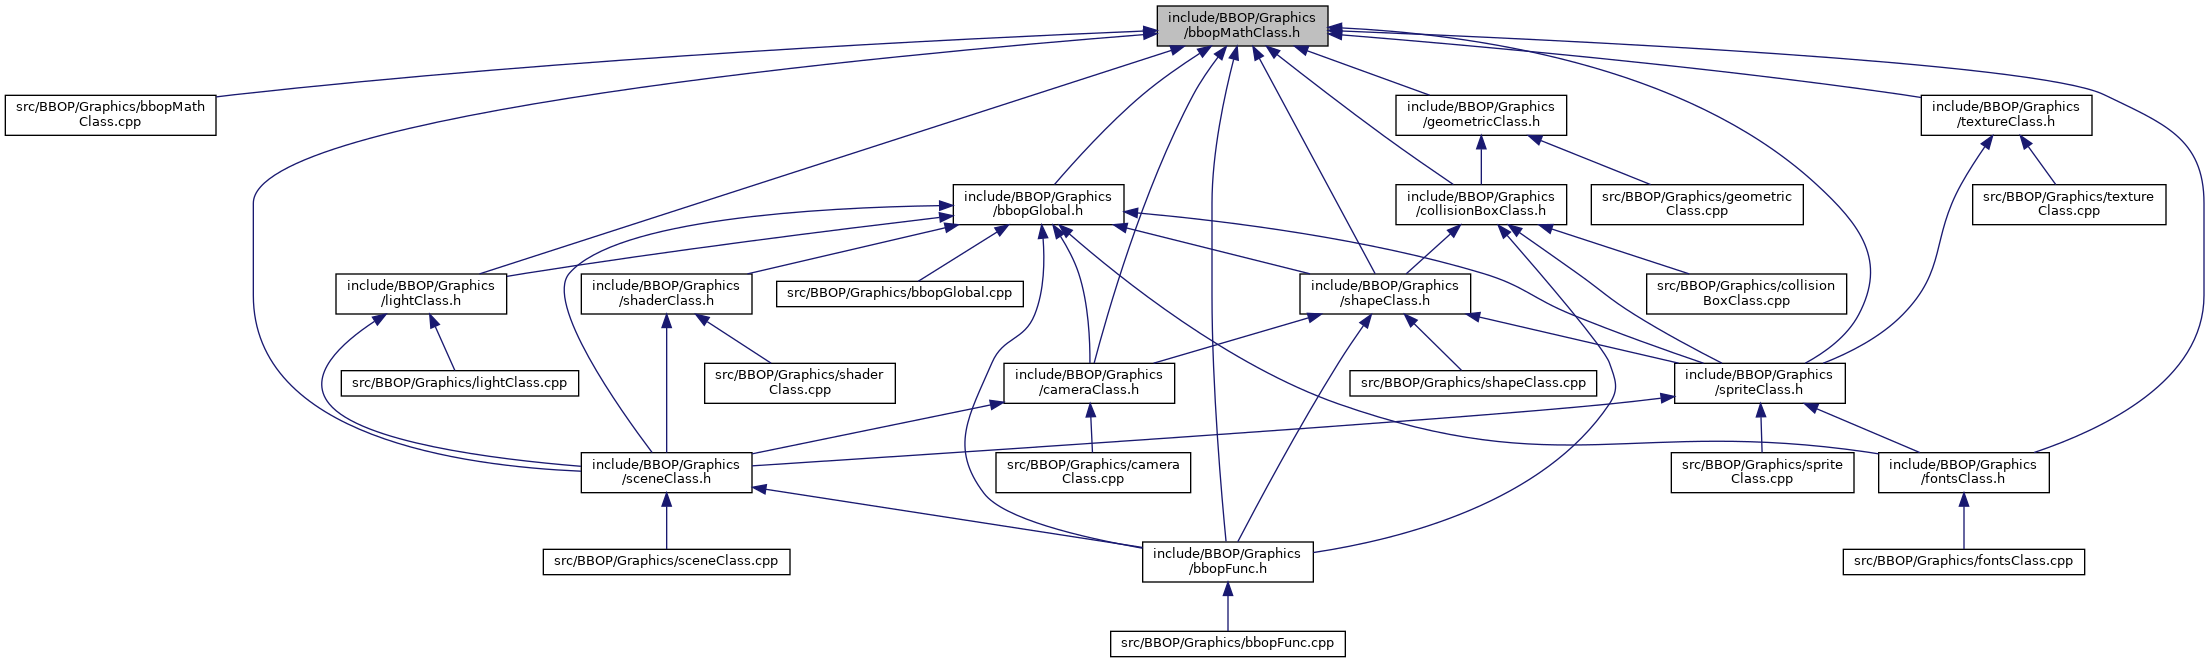 include/BBOP/Graphics
/bbopMathClass.h
src/BBOP/Graphics/bbopMath
Class.cpp
include/BBOP/Graphics
/geometricClass.h
include/BBOP/Graphics
/textureClass.h
include/BBOP/Graphics
/bbopGlobal.h
include/BBOP/Graphics
/collisionBoxClass.h
src/BBOP/Graphics/geometric
Class.cpp
src/BBOP/Graphics/texture
Class.cpp
include/BBOP/Graphics
/lightClass.h
include/BBOP/Graphics
/shaderClass.h
src/BBOP/Graphics/bbopGlobal.cpp
include/BBOP/Graphics
/shapeClass.h
src/BBOP/Graphics/collision
BoxClass.cpp
src/BBOP/Graphics/lightClass.cpp
src/BBOP/Graphics/shader
Class.cpp
include/BBOP/Graphics
/cameraClass.h
src/BBOP/Graphics/shapeClass.cpp
include/BBOP/Graphics
/spriteClass.h
include/BBOP/Graphics
/sceneClass.h
src/BBOP/Graphics/camera
Class.cpp
src/BBOP/Graphics/sprite
Class.cpp
include/BBOP/Graphics
/fontsClass.h
src/BBOP/Graphics/sceneClass.cpp
include/BBOP/Graphics
/bbopFunc.h
src/BBOP/Graphics/fontsClass.cpp
src/BBOP/Graphics/bbopFunc.cpp